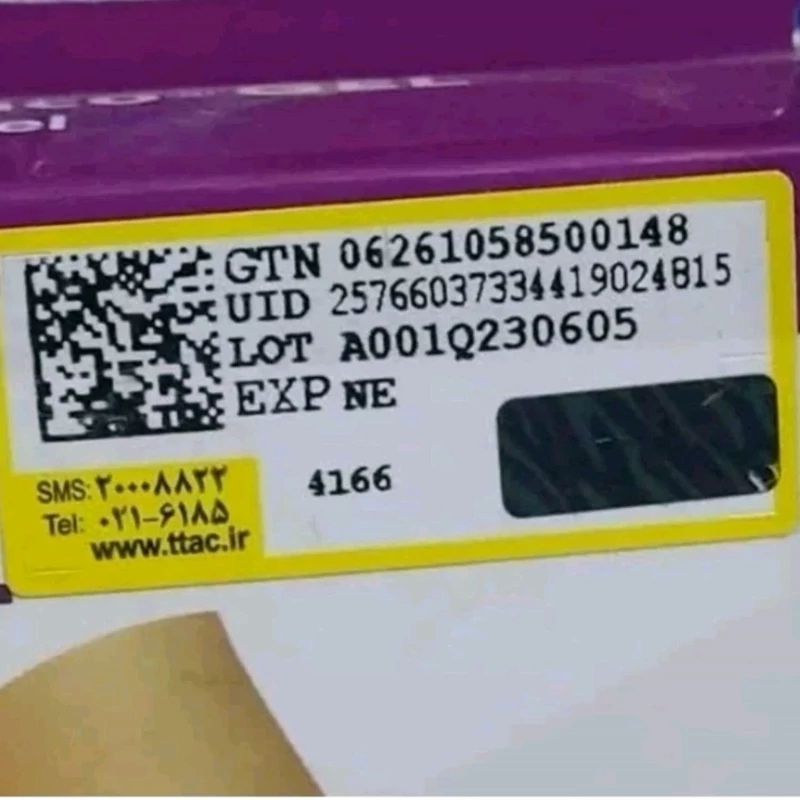 GTN 06261058500148
UID 25766037334419024815
LOT A001Q230605
EXP NE
4166
SMS: ۲۰۰۰۸۸۲۲
Tel: ۰۲۱-۶۱۸۵
www.ttac.ir